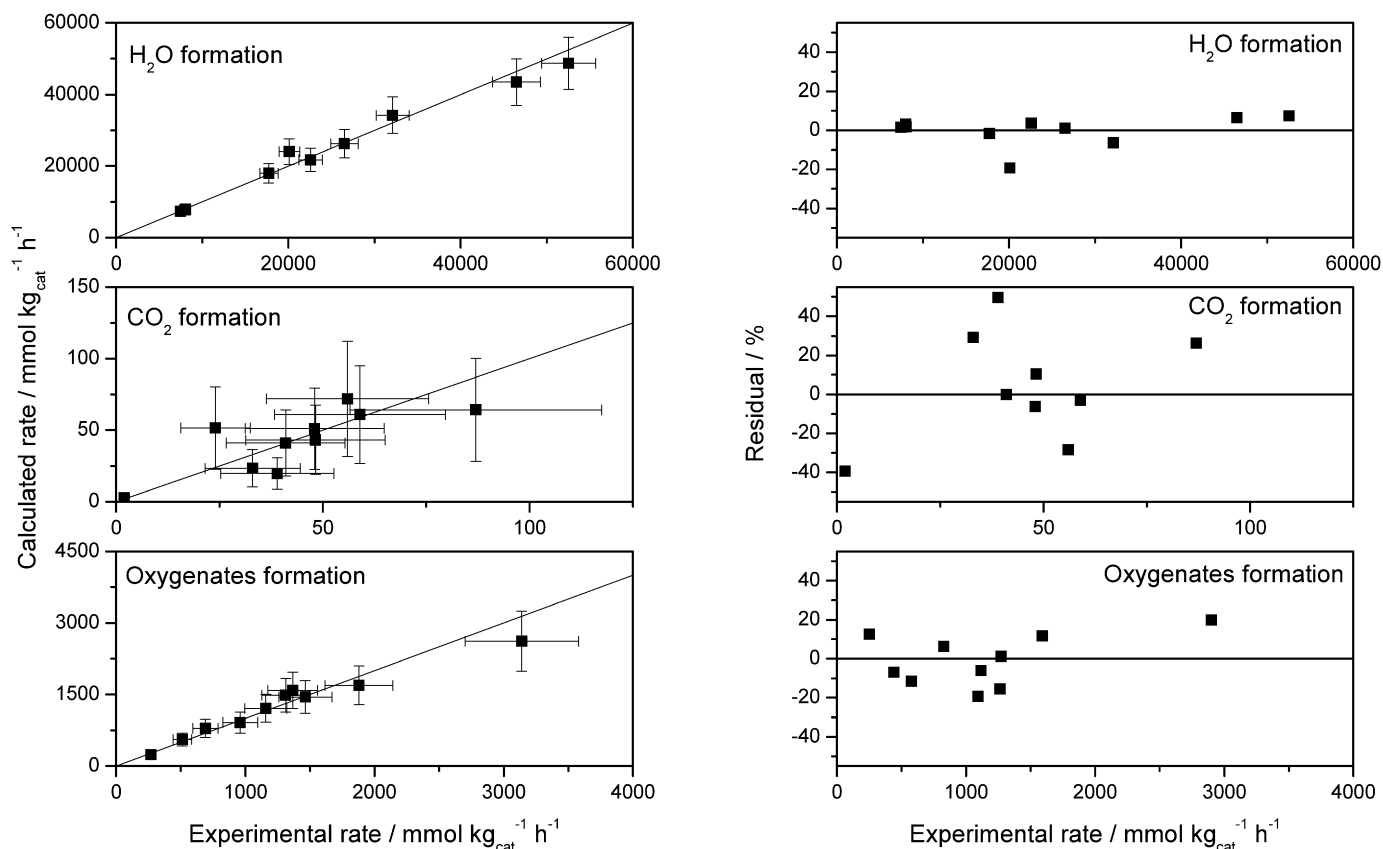 60000
40000
20000
0
H2O formation
0 20000 40000 60000
150
100
50
0
CO2 formation
0 50 100
4500
3000
1500
0
Oxygenates formation
0 1000 2000 3000 4000
Calculated rate / mmol kgcat-1 h-1
Experimental rate / mmol kgcat-1 h-1
40
20
0
-20
-40
H2O formation
0 20000 40000 60000
40
20
0
-20
-40
CO2 formation
0 50 100
40
20
0
-20
-40
Oxygenates formation
0 1000 2000 3000 4000
Residual / %
Experimental rate / mmol kgcat-1 h-1